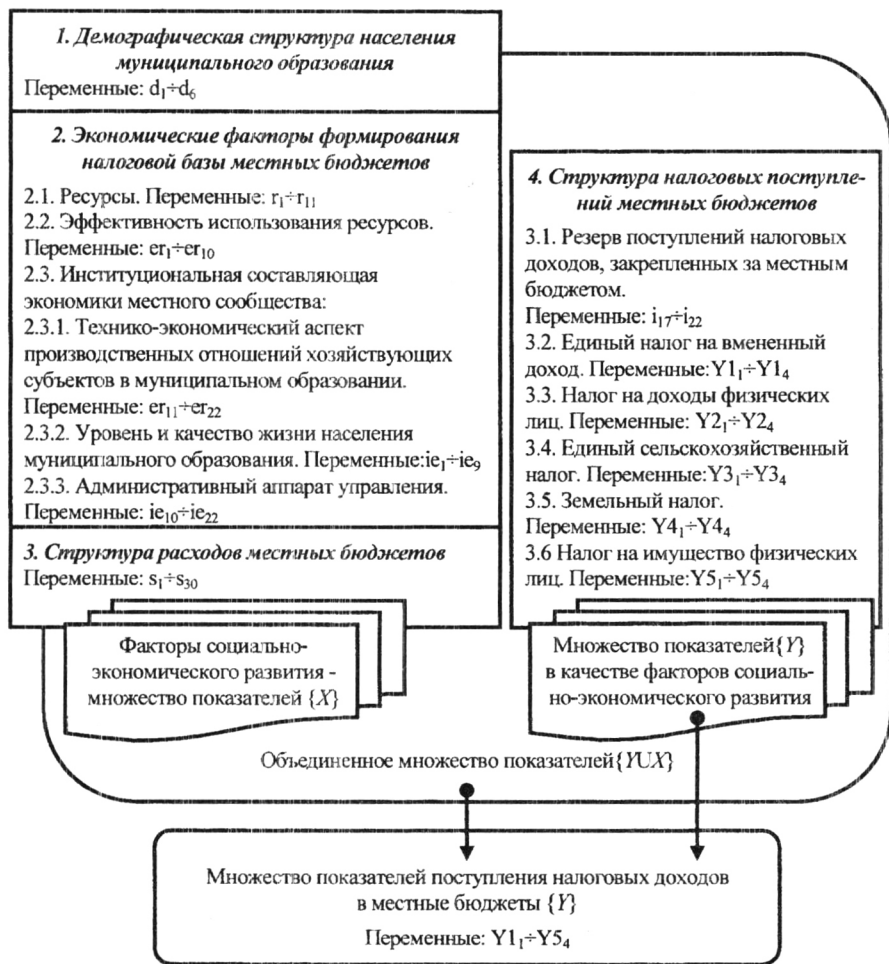 1. Демографическая структура населения
муниципального образования
Переменные: d₁÷d₆
2. Экономические факторы формирования
налоговой базы местных бюджетов
2.1. Ресурсы. Переменные: r₁÷r₁₁
2.2. Эффективность использования ресурсов.
Переменные: er₁÷er₁₀
2.3. Институциональная составляющая
экономики местного сообщества:
2.3.1. Технико-экономический аспект
производственных отношений хозяйствующих
субъектов в муниципальном образовании.
Переменные: er₁₁÷er₂₂
2.3.2. Уровень и качество жизни населения
муниципального образования. Переменные:ie₁÷ie₉
2.3.3. Административный аппарат управления.
Переменные: ie₁₀÷ie₂₂
3. Структура расходов местных бюджетов
Переменные: s₁÷s₃₀
Факторы социально-
экономического развития -
множество показателей {X}
4. Структура налоговых поступле-
ний местных бюджетов
3.1. Резерв поступлений налоговых
доходов, закрепленных за местным
бюджетом.
Переменные: i₁₇÷i₂₂
3.2. Единый налог на вмененный
доход. Переменные:Y1₁÷Y1₄
3.3. Налог на доходы физических
лиц. Переменные: Y2₁÷Y2₄
3.4. Единый сельскохозяйственный
налог. Переменные:Y3₁÷Y3₄
3.5. Земельный налог.
Переменные: Y4₁÷Y4₄
3.6 Налог на имущество физических
лиц. Переменные:Y5₁÷Y5₄
Множество показателей{Y}
в качестве факторов социаль-
но-экономического развития
Объединенное множество показателей{YUX}
Множество показателей поступления налоговых доходов
в местные бюджеты {Y}
Переменные: Y1₁÷Y5₄